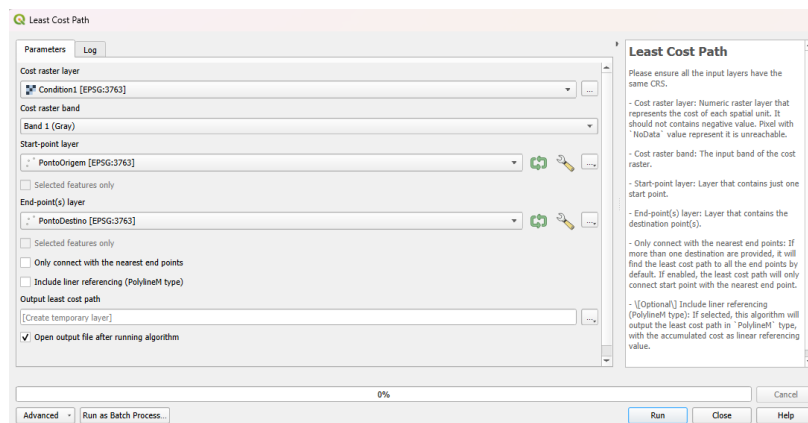 Least Cost Path
Parameters
Log
Cost raster layer
Condition1 [EPSG:3763]
...
Cost raster band
Band 1 (Gray)
Start-point layer
PontoOrigem [EPSG:3763]
...
Selected features only
End-point(s) layer
PontoDestino [EPSG:3763]
...
Selected features only
Only connect with the nearest end points
Include liner referencing (PolylineM type)
Output least cost path
[Create temporary layer]
...
Open output file after running algorithm
Least Cost Path
Please ensure all the input layers have the
same CRS.
- Cost raster layer: Numeric raster layer that
represents the cost of each spatial unit. It
should not contains negative value. Pixel with
`NoData` value represent it is unreachable.
- Cost raster band: The input band of the cost
raster.
- Start-point layer: Layer that contains just one
start point.
- End-point(s) layer: Layer that contains the
destination point(s).
- Only connect with the nearest end points: If
more than one destination are provided, it will
find the least cost path to all the end points by
default. If enabled, the least cost path will only
connect start point with the nearest end point.
- \[Optional\] Include liner referencing
(PolylineM type): If selected, this algorithm will
output the least cost path in `PolylineM` type,
with the accumulated cost as linear referencing
value.
0%
Cancel
Advanced
Run as Batch Process...
Run
Close
Help